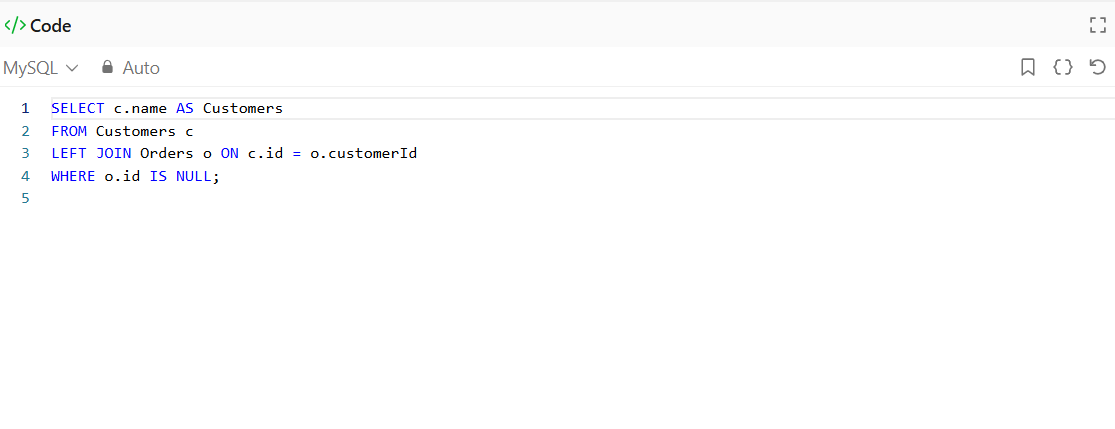 </> Code
MySQL Auto
1 SELECT c.name AS Customers
2 FROM Customers c
3 LEFT JOIN Orders o ON c.id = o.customerId
4 WHERE o.id IS NULL;
5